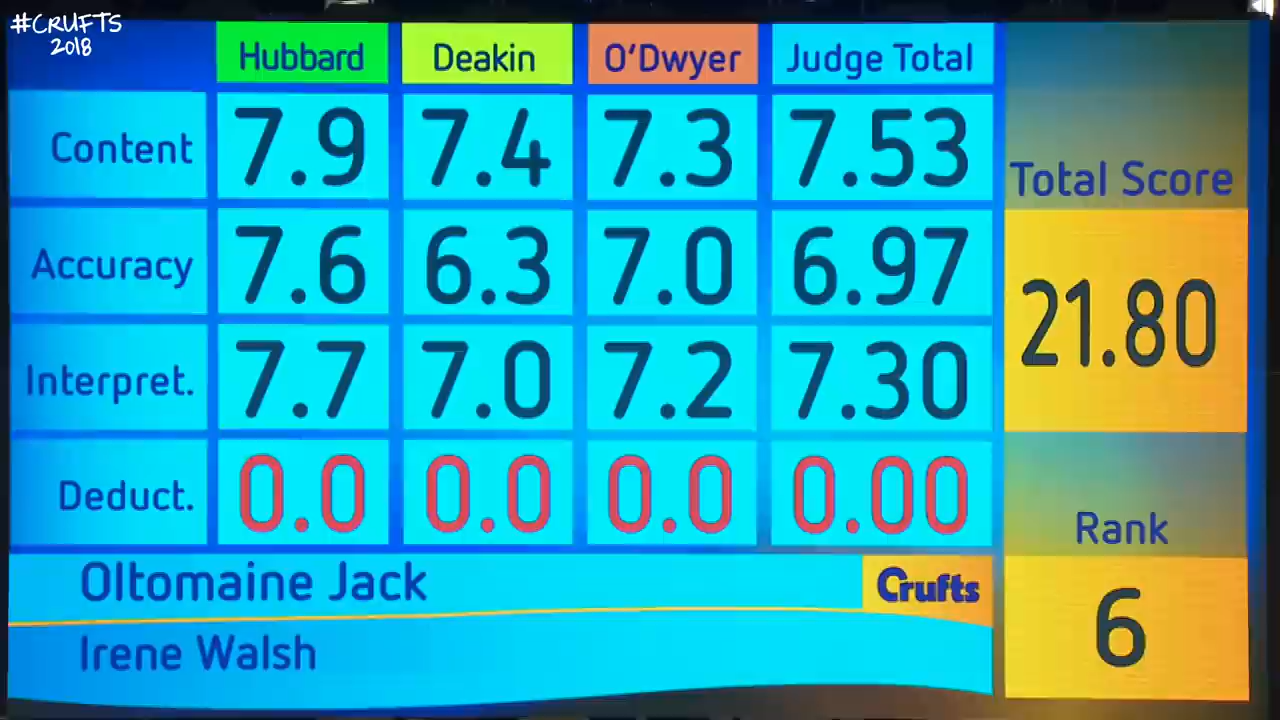 #CRUFTS
2018
Hubbard Deakin O'Dwyer Judge Total
Content 7.9 7.4 7.3 7.53
Total Score
Accuracy 7.6 6.3 7.0 6.97
21.80
Interpret. 7.7 7.0 7.2 7.30
Deduct. 0.0 0.0 0.0 0.00
Rank
6
Oltomaine Jack
Crufts
Irene Walsh